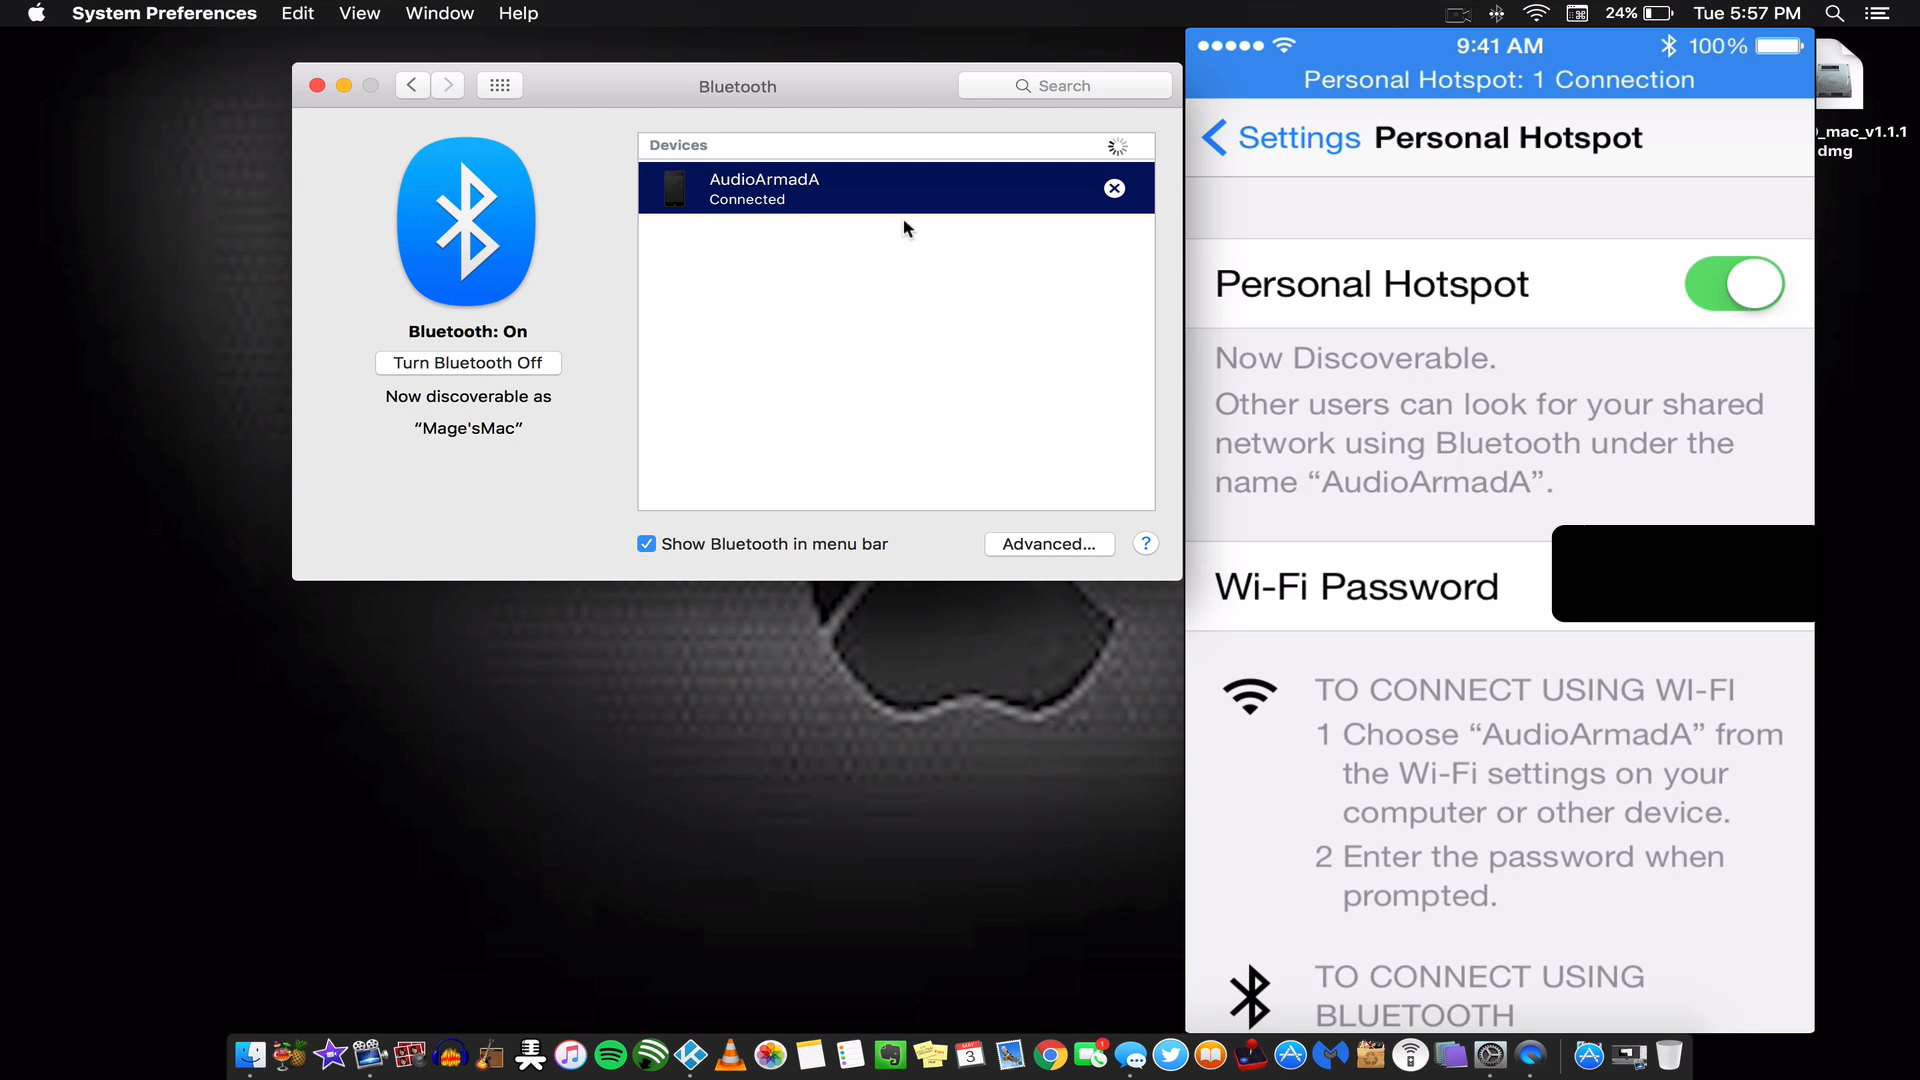 System Preferences Edit View Window Help
24% Tue 5:57 PM
Bluetooth
Search
Bluetooth: On
Turn Bluetooth Off
Now discoverable as
“Mage'sMac”
Devices
AudioArmadA
Connected
Show Bluetooth in menu bar
Advanced...
?
9:41 AM
100%
Personal Hotspot: 1 Connection
Settings Personal Hotspot
Personal Hotspot
Now Discoverable.
Other users can look for your shared
network using Bluetooth under the
name “AudioArmadA”.
Wi-Fi Password
TO CONNECT USING WI-FI
1 Choose “AudioArmadA” from
the Wi-Fi settings on your
computer or other device.
2 Enter the password when
prompted.
TO CONNECT USING
BLUETOOTH
_mac_v1.1.1
dmg
MAY
3
1